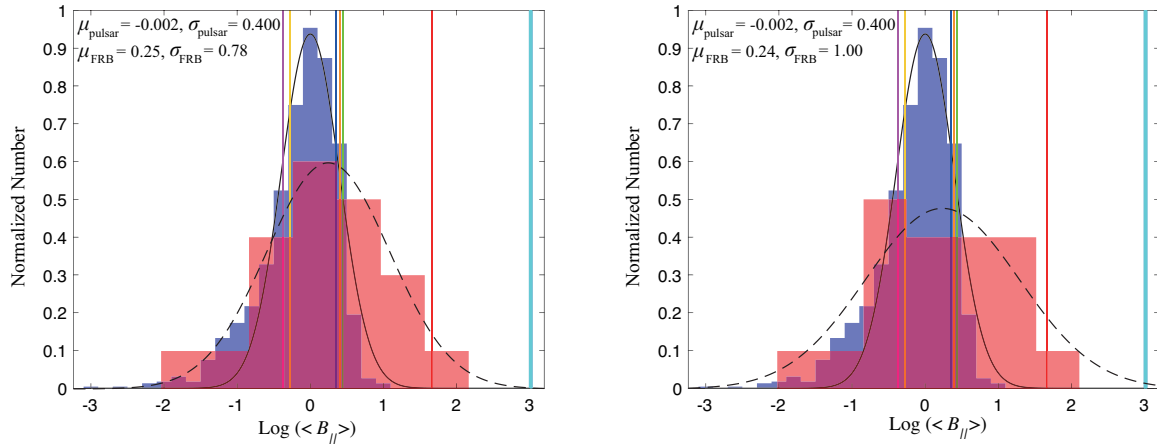 μpulsar = -0.002, σpulsar = 0.400
μFRB = 0.25, σFRB = 0.78
Normalized Number
1
0.9
0.8
0.7
0.6
0.5
0.4
0.3
0.2
0.1
0
-3 -2 -1 0 1 2 3
Log (< B// >)
μpulsar = -0.002, σpulsar = 0.400
μFRB = 0.24, σFRB = 1.00
Normalized Number
1
0.9
0.8
0.7
0.6
0.5
0.4
0.3
0.2
0.1
0
-3 -2 -1 0 1 2 3
Log (< B// >)